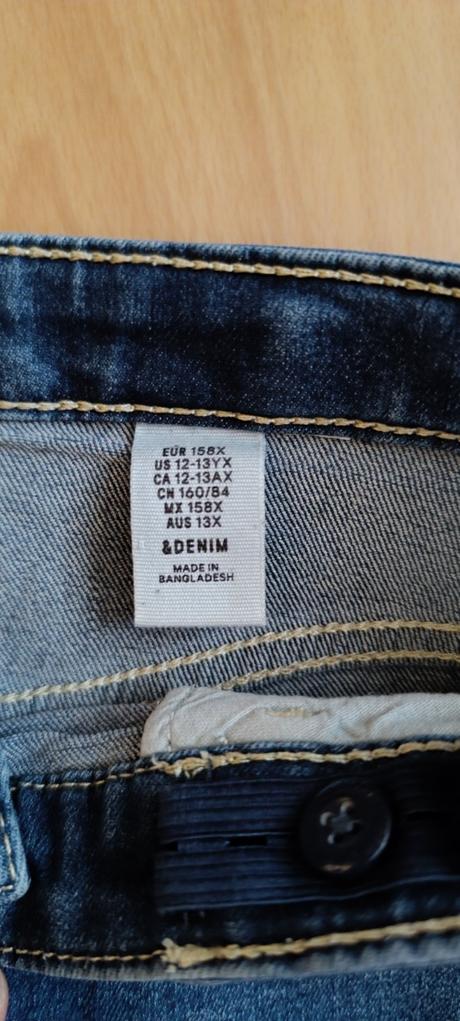 EUR 158X
US 12-13YX
CA 12-13AX
CN 160/84
MX 158X
AUS 13X
&DENIM
MADE IN
BANGLADESH